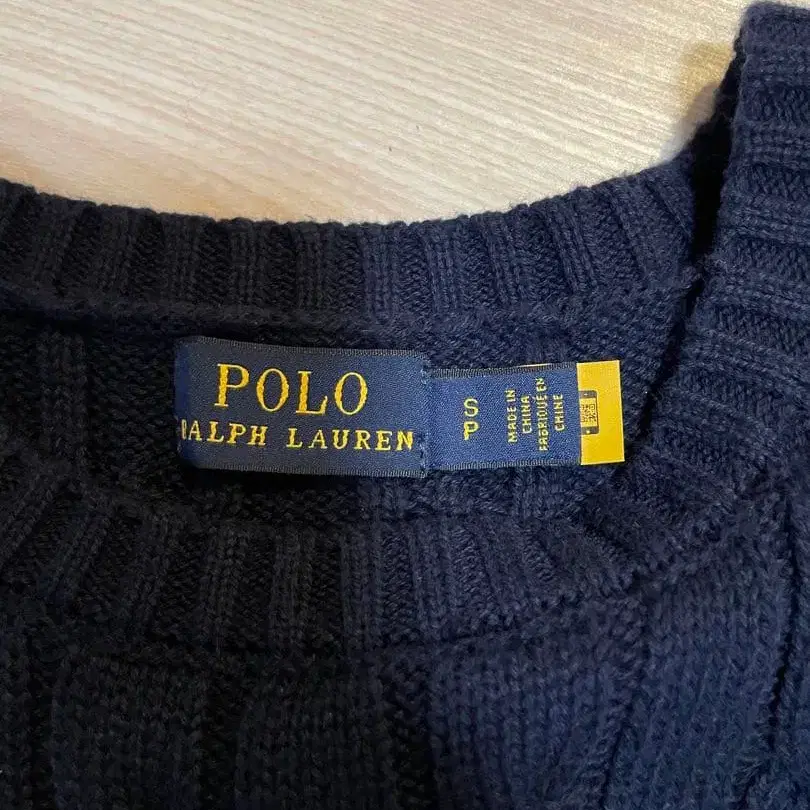 POLO
RALPH LAUREN
S
P
MADE IN
CHINA
FABRIQUÉ EN
CHINE